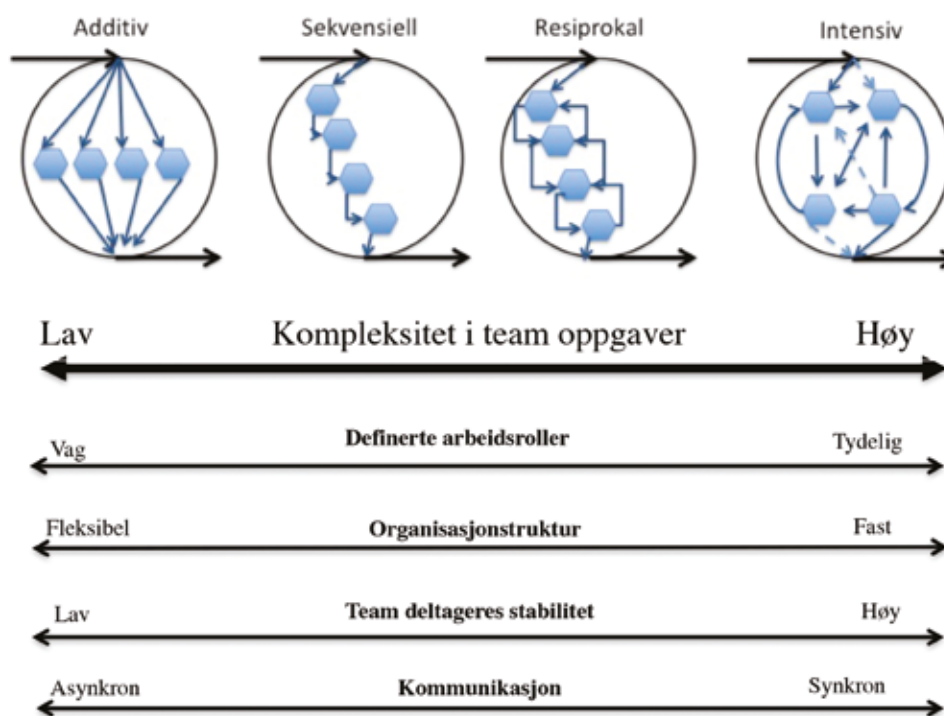 Additiv
Sekvensiell
Resiprokal
Intensiv
Lav
Kompleksitet i team oppgaver
Høy
Vag
Definerte arbeidsroller
Tydelig
Fleksibel
Organisasjonstruktur
Fast
Lav
Team deltageres stabilitet
Høy
Asynkron
Kommunikasjon
Synkron